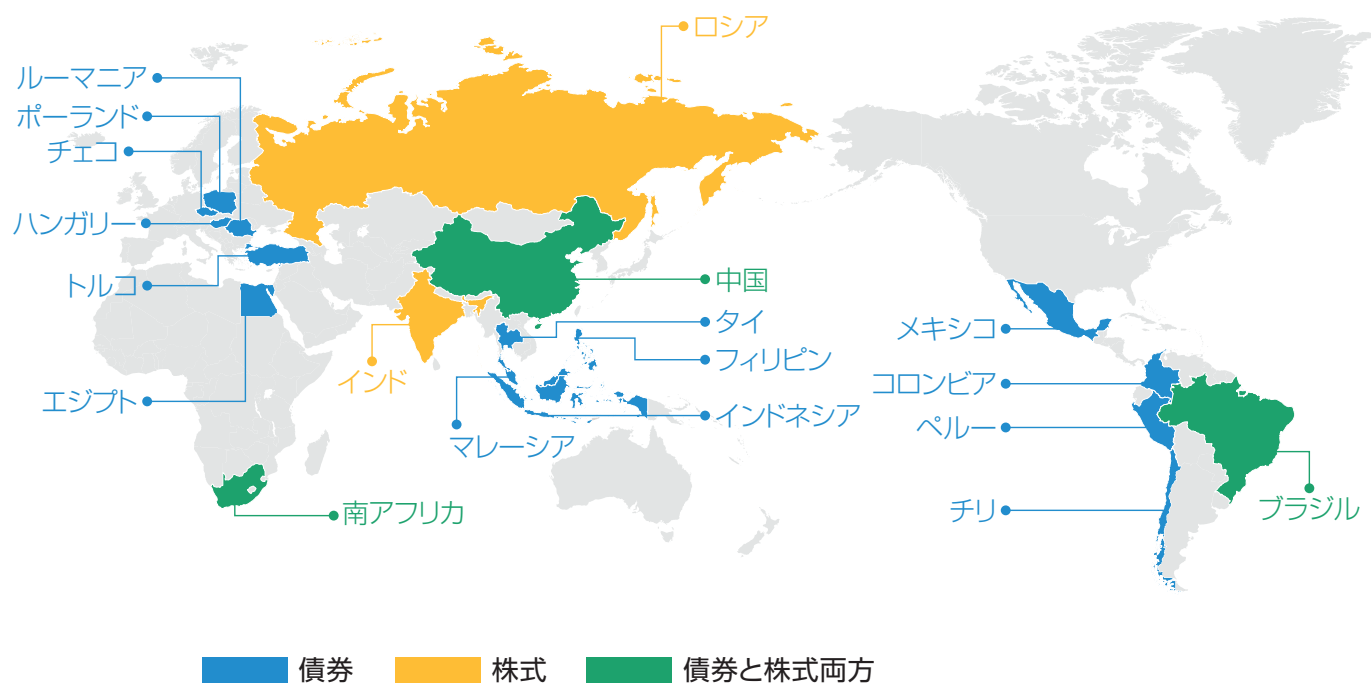 ロシア
ルーマニア
ポーランド
チェコ
ハンガリー
トルコ
エジプト
インド
南アフリカ
中国
タイ
フィリピン
インドネシア
マレーシア
メキシコ
コロンビア
ペルー
チリ
ブラジル
債券
株式
債券と株式両方